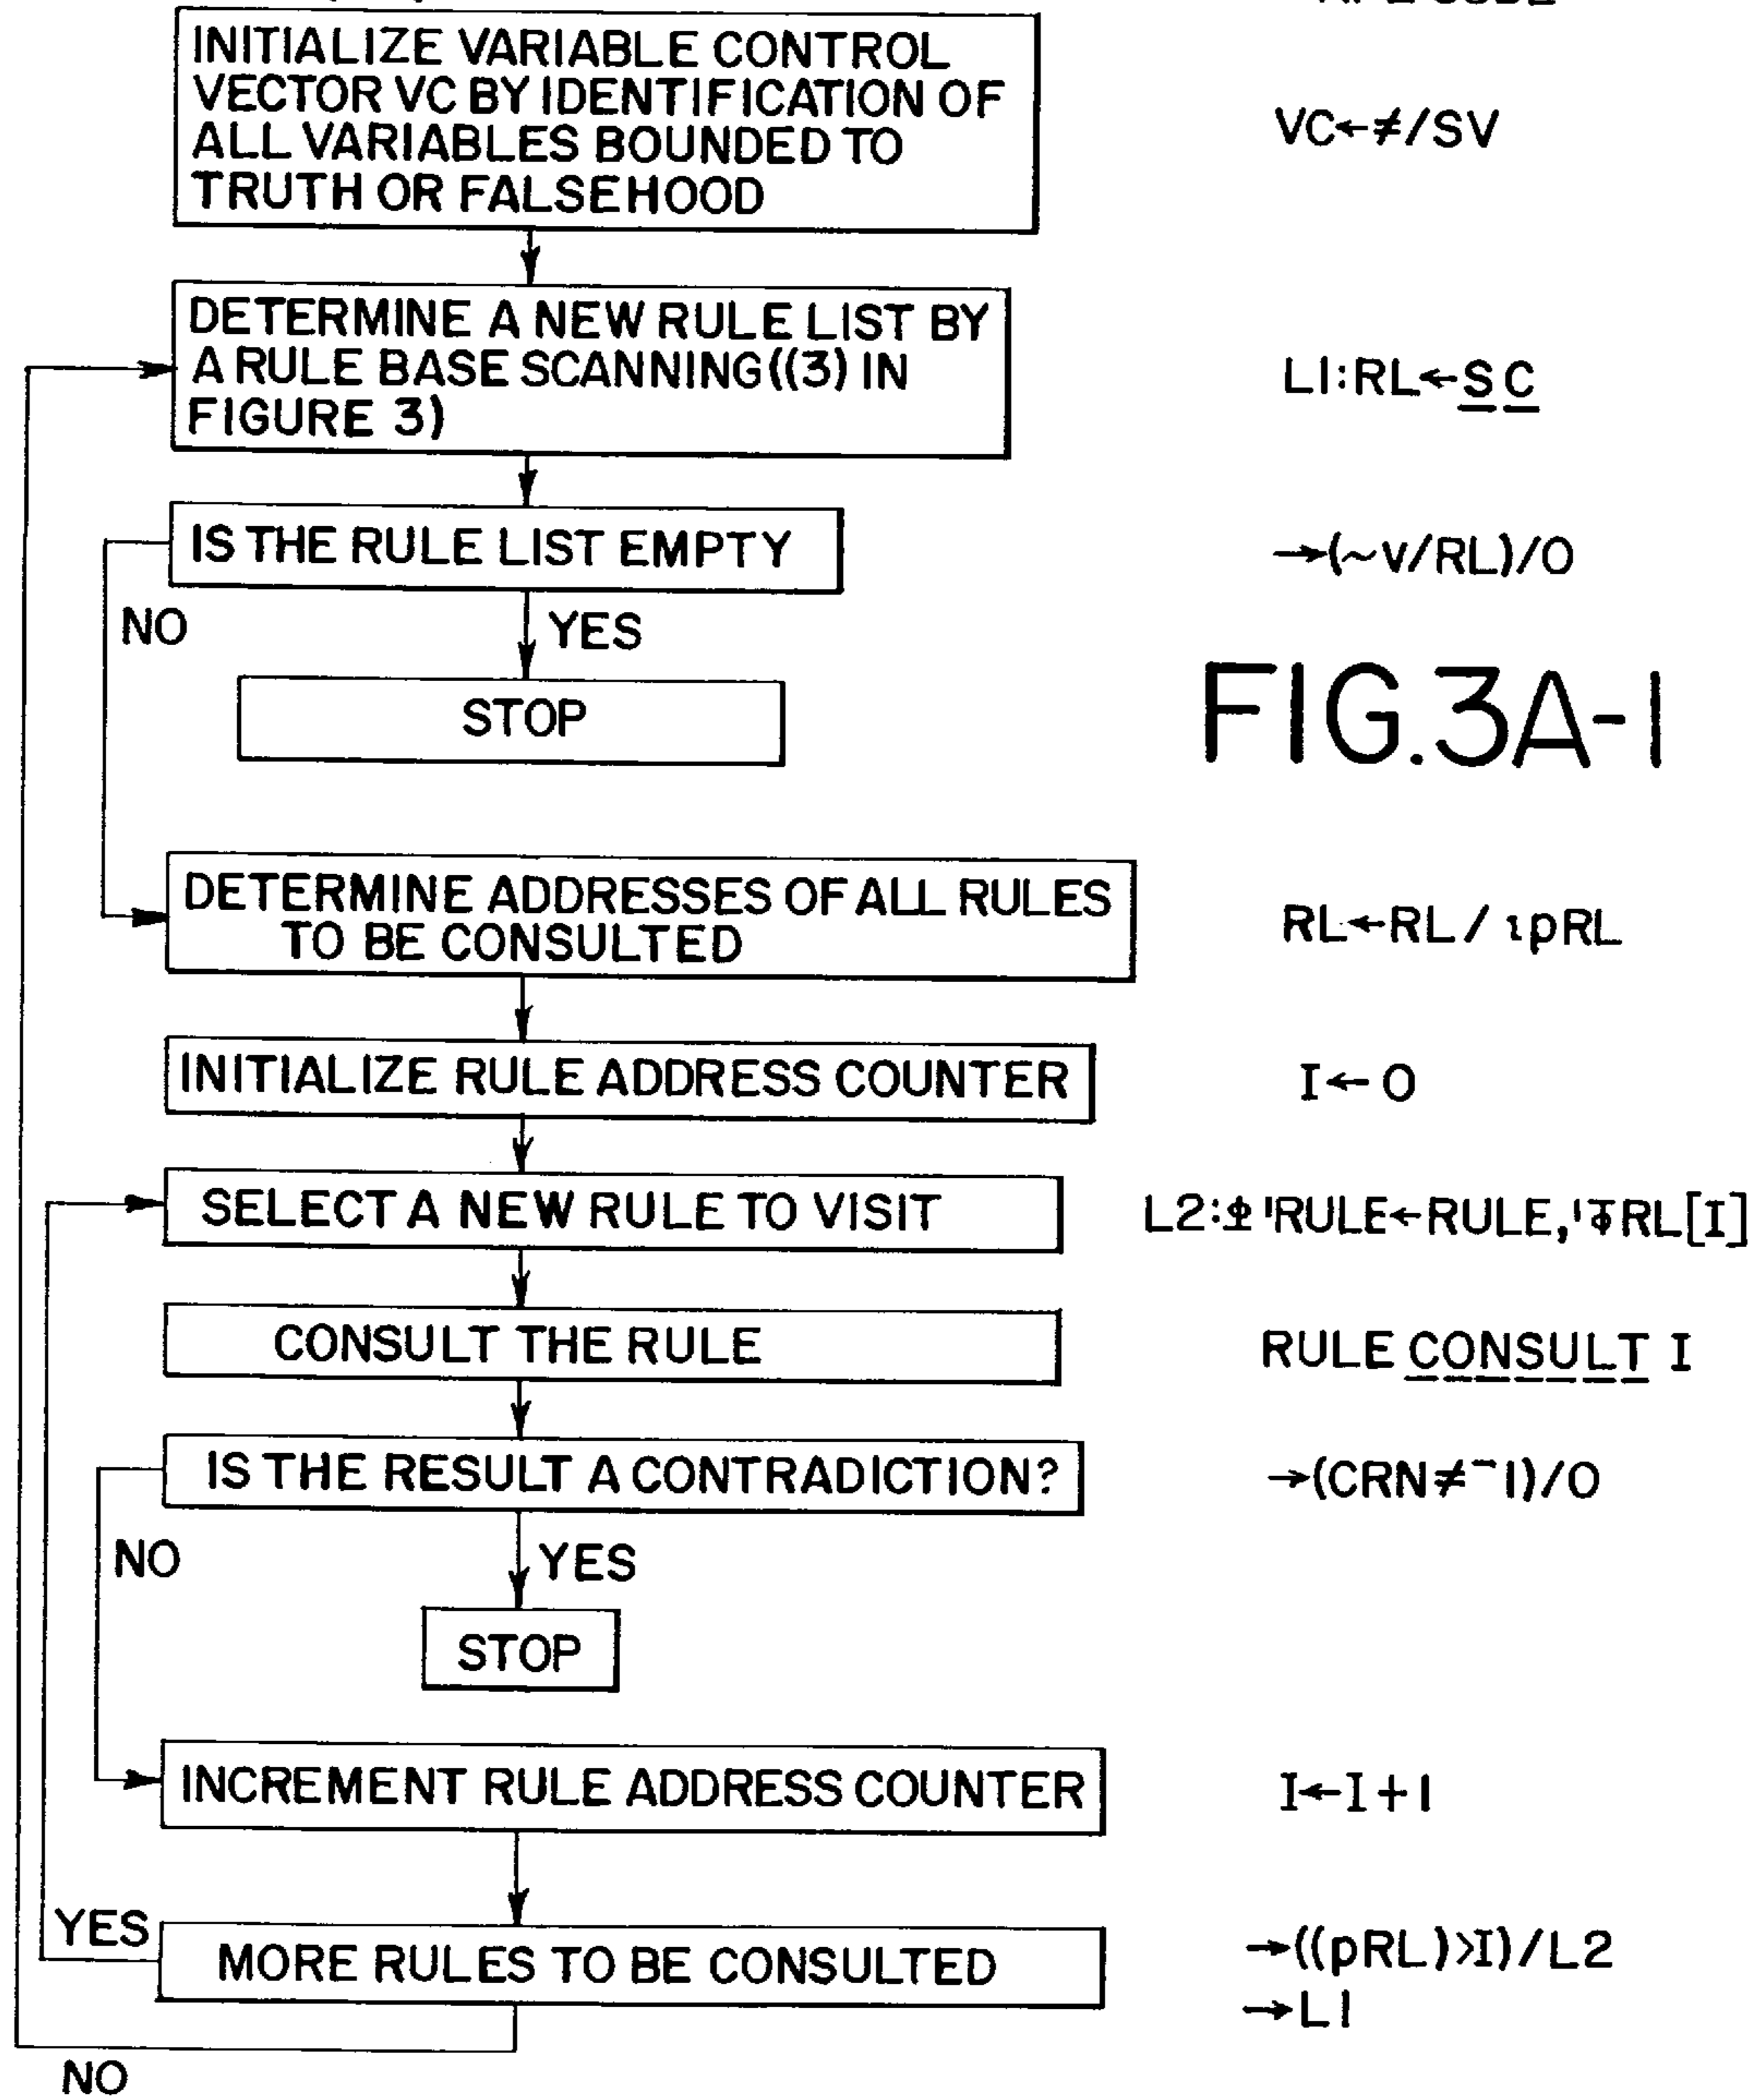 INITIALIZE VARIABLE CONTROL
VECTOR VC BY IDENTIFICATION OF
ALL VARIABLES BOUNDED TO
TRUTH OR FALSEHOOD
VC←≠/SV
DETERMINE A NEW RULE LIST BY
A RULE BASE SCANNING((3) IN
FIGURE 3)
L1:RL←S C
IS THE RULE LIST EMPTY
→(~∨/RL)/0
NO
YES
STOP
FIG.3A-1
DETERMINE ADDRESSES OF ALL RULES
TO BE CONSULTED
RL←RL/⍳ρRL
INITIALIZE RULE ADDRESS COUNTER
I←0
SELECT A NEW RULE TO VISIT
L2:⍎'RULE←RULE,'⍕RL[I]
CONSULT THE RULE
RULE CONSULT I
IS THE RESULT A CONTRADICTION?
→(CRN≠¯1)/0
NO
YES
STOP
INCREMENT RULE ADDRESS COUNTER
I←I+1
YES
MORE RULES TO BE CONSULTED
→((ρRL)>I)/L2
→L1
NO